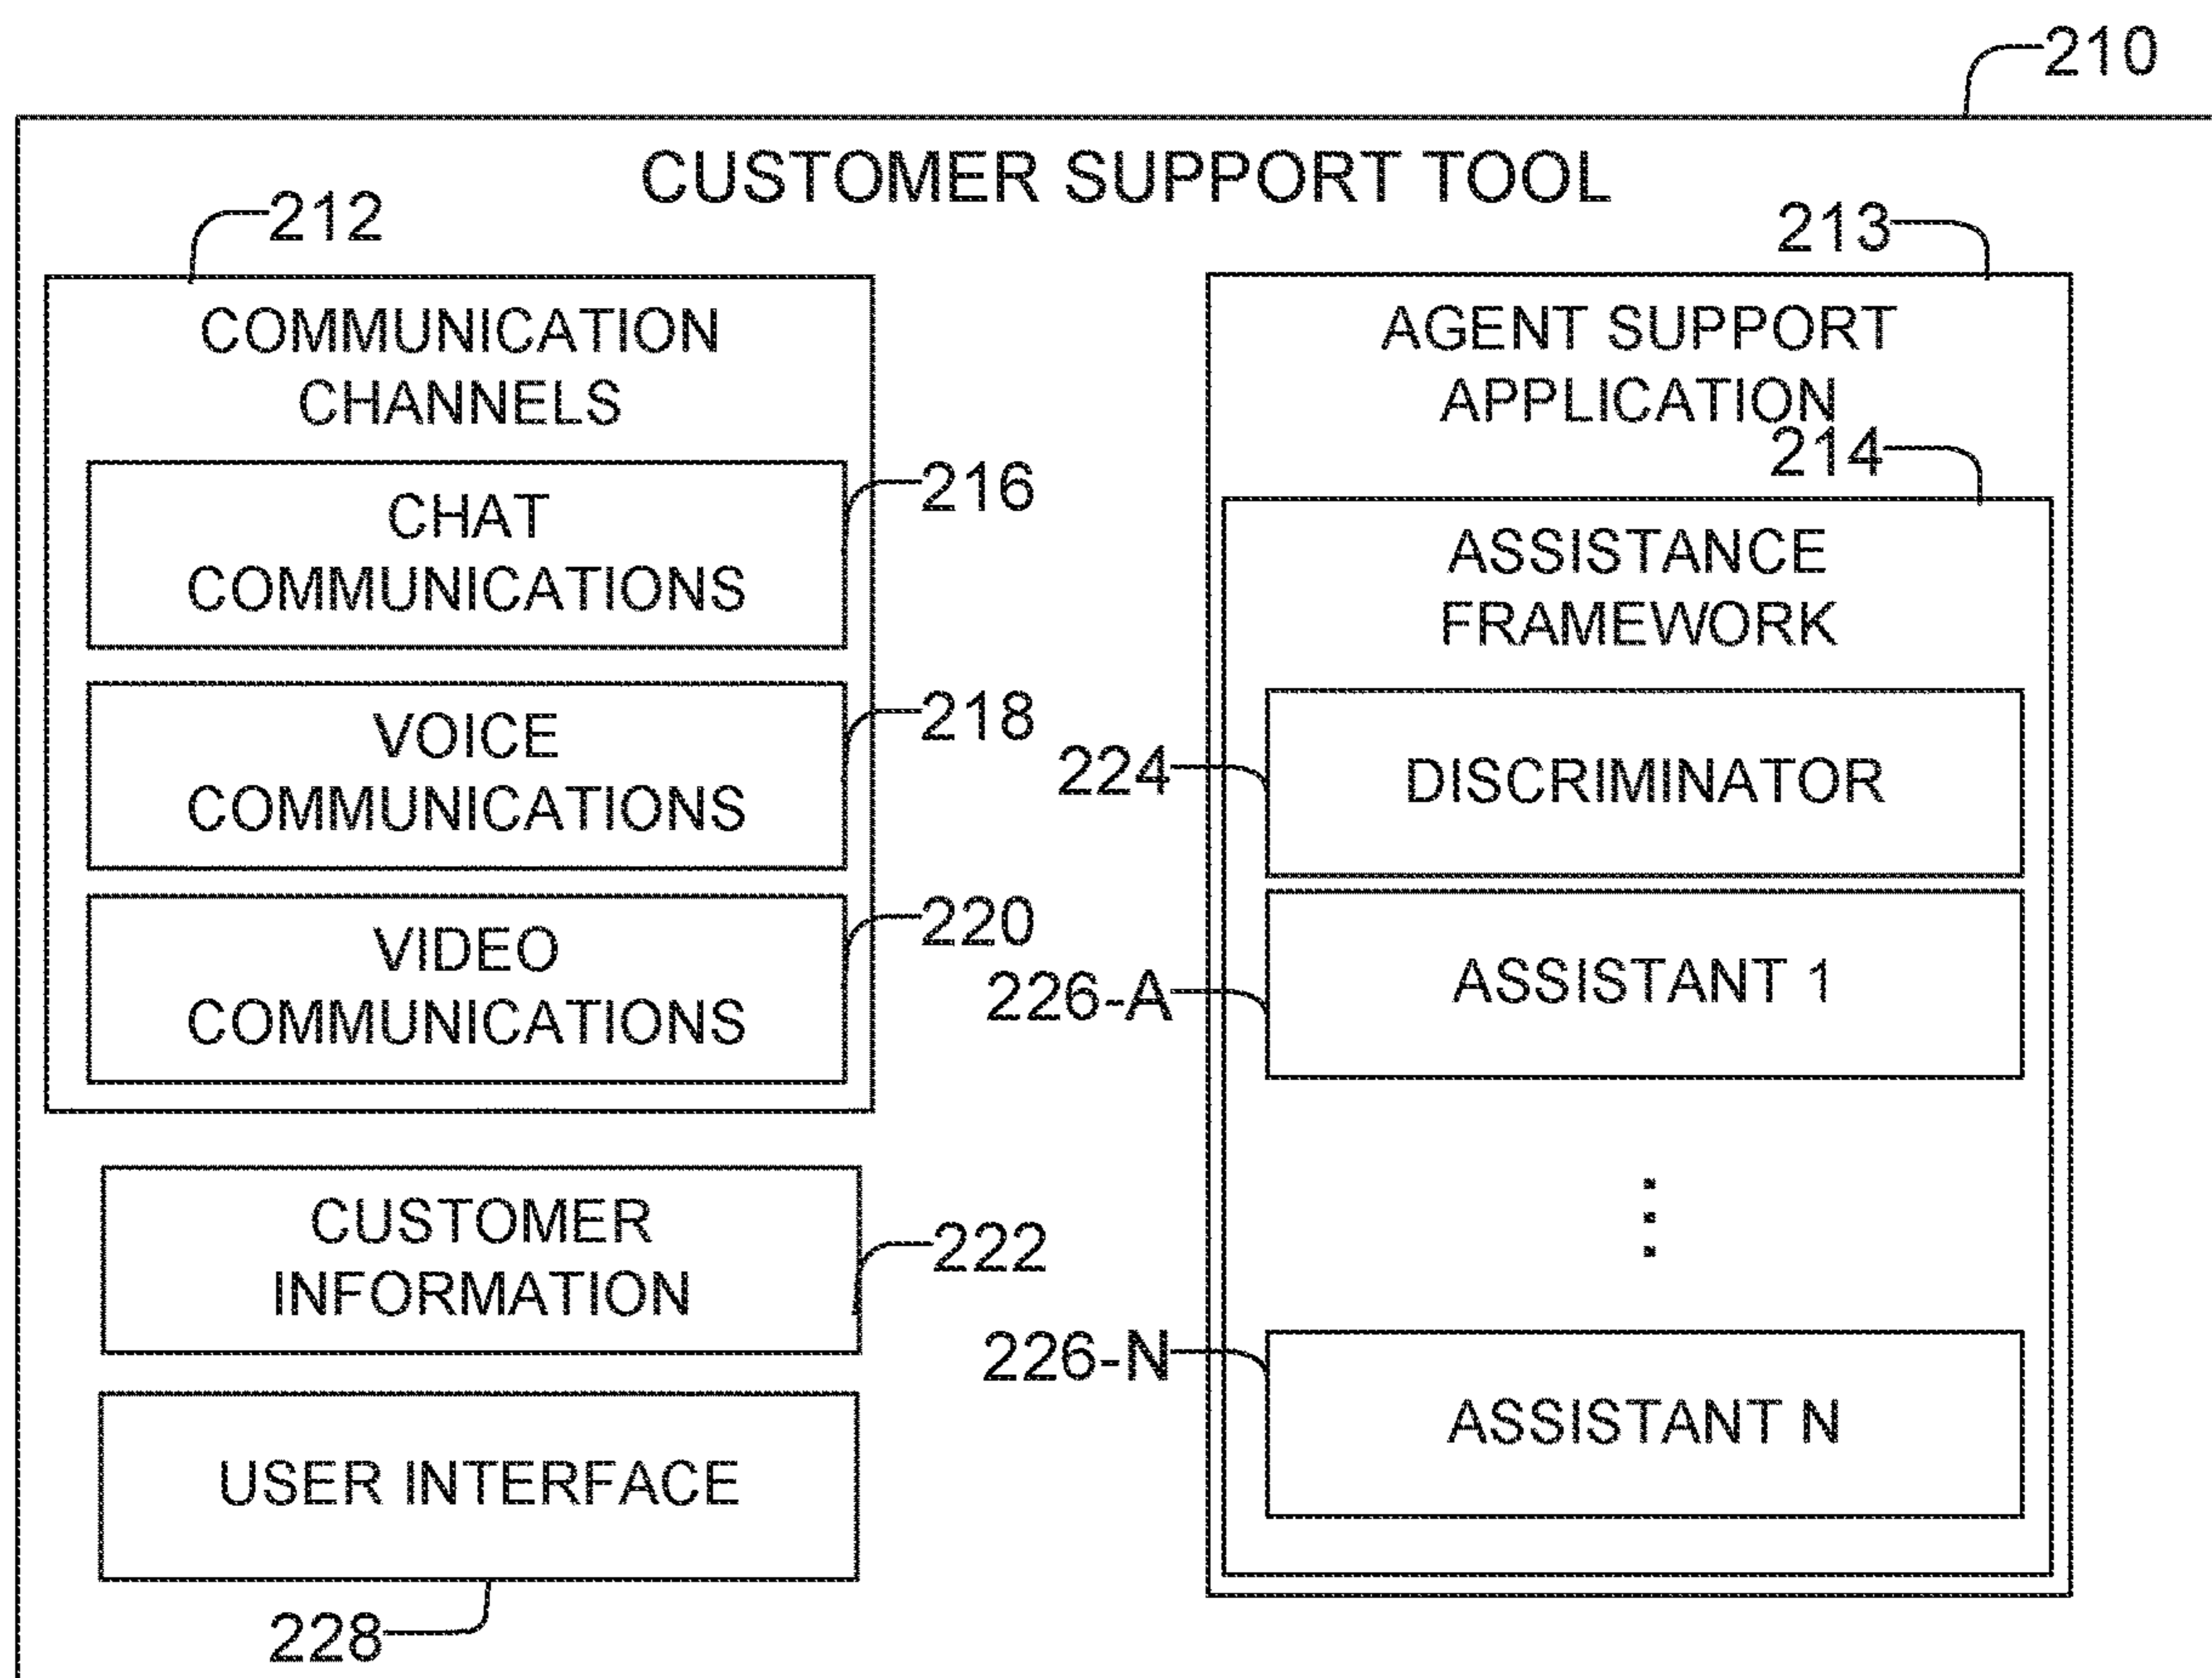 210
CUSTOMER SUPPORT TOOL
212
COMMUNICATION
CHANNELS
CHAT
COMMUNICATIONS
216
VOICE
COMMUNICATIONS
218
VIDEO
COMMUNICATIONS
220
CUSTOMER
INFORMATION
222
USER INTERFACE
228
213
AGENT SUPPORT
APPLICATION
214
ASSISTANCE
FRAMEWORK
224
DISCRIMINATOR
226-A
ASSISTANT 1
226-N
ASSISTANT N